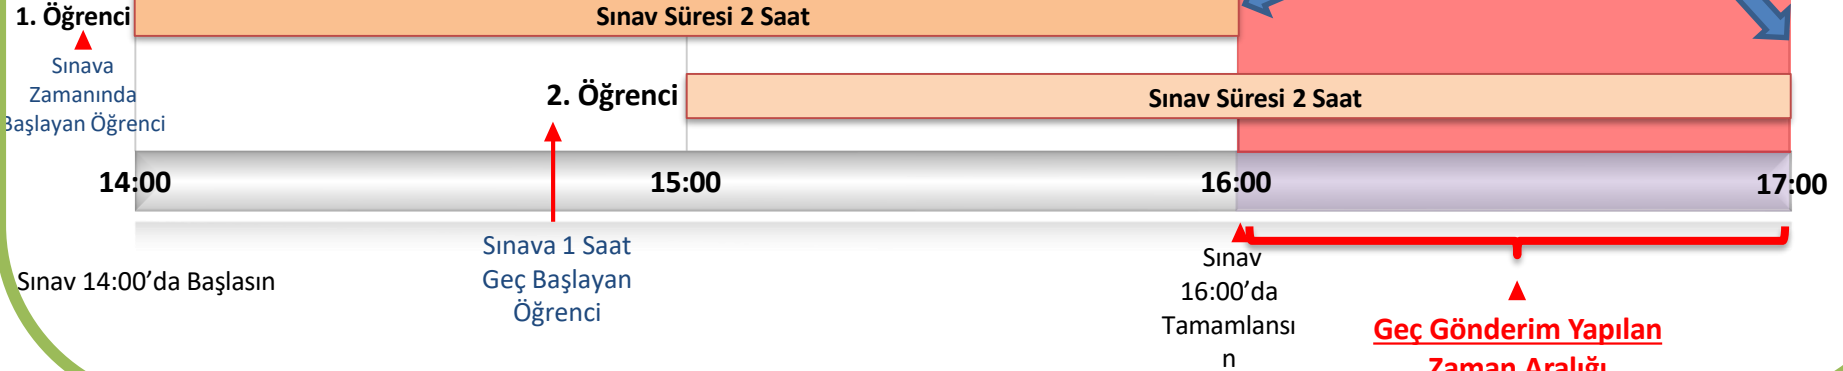 1. Öğrenci
Sınav Süresi 2 Saat
Sınava
Zamanında
Başlayan Öğrenci
2. Öğrenci
Sınav Süresi 2 Saat
14:00
15:00
16:00
17:00
Sınav 14:00’da Başlasın
Sınava 1 Saat
Geç Başlayan
Öğrenci
Sınav
16:00’da
Tamamlansı
n
Geç Gönderim Yapılan
Zaman Aralığı